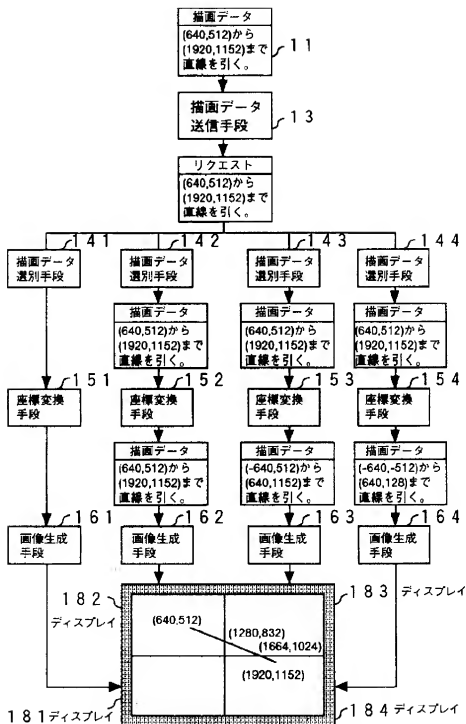 描画データ
(640,512)から
(1920,1152)まで
直線を引く。
11
描画データ
送信手段
13
リクエスト
(640,512)から
(1920,1152)まで
直線を引く。
141
142
143
144
描画データ
選別手段
描画データ
選別手段
描画データ
選別手段
描画データ
選別手段
描画データ
(640,512)から
(1920,1152)まで
直線を引く。
描画データ
(640,512)から
(1920,1152)まで
直線を引く。
描画データ
(640,512)から
(1920,1152)まで
直線を引く。
151
152
153
154
座標変換
手段
座標変換
手段
座標変換
手段
座標変換
手段
描画データ
(640,512)から
(1920,1152)まで
直線を引く。
描画データ
(-640,512)から
(640,1152)まで
直線を引く。
描画データ
(-640,-512)から
(640,128)まで
直線を引く。
161
162
163
164
画像生成
手段
画像生成
手段
画像生成
手段
画像生成
手段
182
ディスプレイ
183 ディスプレイ
(640,512)
(1280,832)
(1664,1024)
(1920,1152)
181ディスプレイ
184ディスプレイ